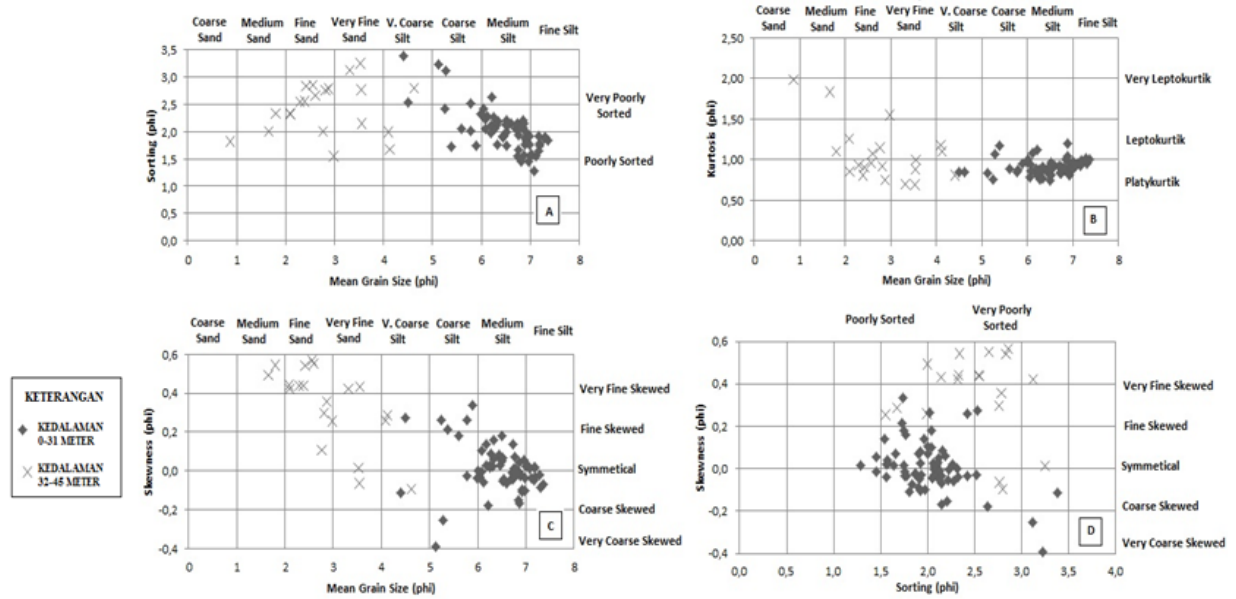 Coarse Sand Medium Sand Fine Sand Very Fine Sand V. Coarse Silt Coarse Silt Medium Silt Fine Silt
Sorting (phi)
3,5
3,0
2,5
2,0
1,5
1,0
0,5
0,0
0 1 2 3 4 5 6 7 8
Mean Grain Size (phi)
Very Poorly Sorted
Poorly Sorted
A
Coarse Sand Medium Sand Fine Sand Very Fine Sand V. Coarse Silt Coarse Silt Medium Silt Fine Silt
Kurtosis (phi)
2,50
2,00
1,50
1,00
0,50
0,00
0 1 2 3 4 5 6 7 8
Mean Grain Size (phi)
Very Leptokurtik
Leptokurtik
Platykurtik
B
KETERANGAN
KEDALAMAN
0-31 METER
KEDALAMAN
32-45 METER
Coarse Sand Medium Sand Fine Sand Very Fine Sand V. Coarse Silt Coarse Silt Medium Silt Fine Silt
Skewness (phi)
0,6
0,4
0,2
0,0
-0,2
-0,4
0 1 2 3 4 5 6 7 8
Mean Grain Size (phi)
Very Fine Skewed
Fine Skewed
Symmetical
Coarse Skewed
Very Coarse Skewed
C
Poorly Sorted
Very Poorly
Sorted
Skewness (phi)
0,6
0,4
0,2
0,0
-0,2
-0,4
0,0 0,5 1,0 1,5 2,0 2,5 3,0 3,5 4,0
Sorting (phi)
Very Fine Skewed
Fine Skewed
Symmetical
Coarse Skewed
Very Coarse Skewed
D